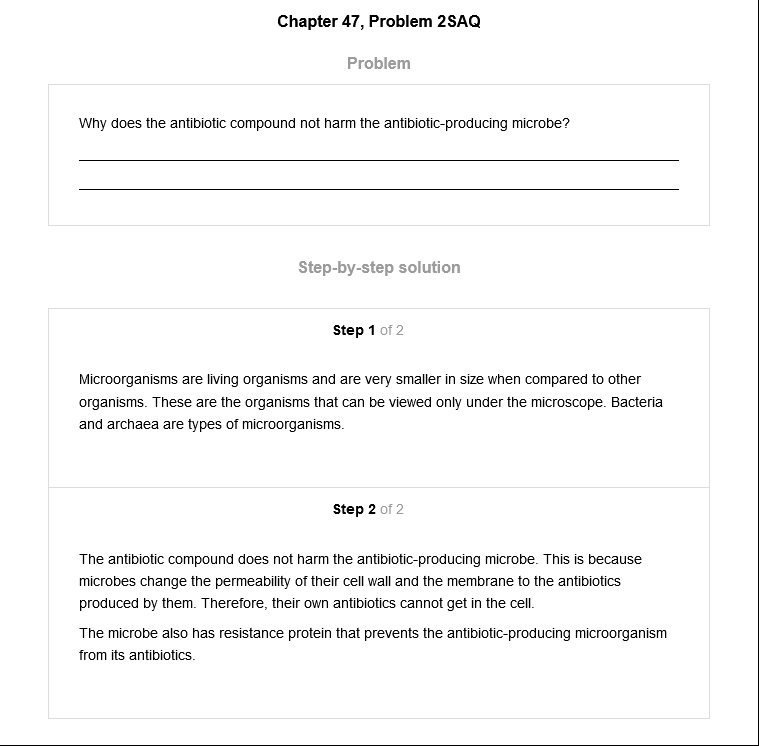 Chapter 47, Problem 2SAQ
Problem
Why does the antibiotic compound not harm the antibiotic-producing microbe?
Step-by-step solution
Step 1 of 2
Microorganisms are living organisms and are very smaller in size when compared to other
organisms. These are the organisms that can be viewed only under the microscope. Bacteria
and archaea are types of microorganisms.
Step 2 of 2
The antibiotic compound does not harm the antibiotic-producing microbe. This is because
microbes change the permeability of their cell wall and the membrane to the antibiotics
produced by them. Therefore, their own antibiotics cannot get in the cell.
The microbe also has resistance protein that prevents the antibiotic-producing microorganism
from its antibiotics.